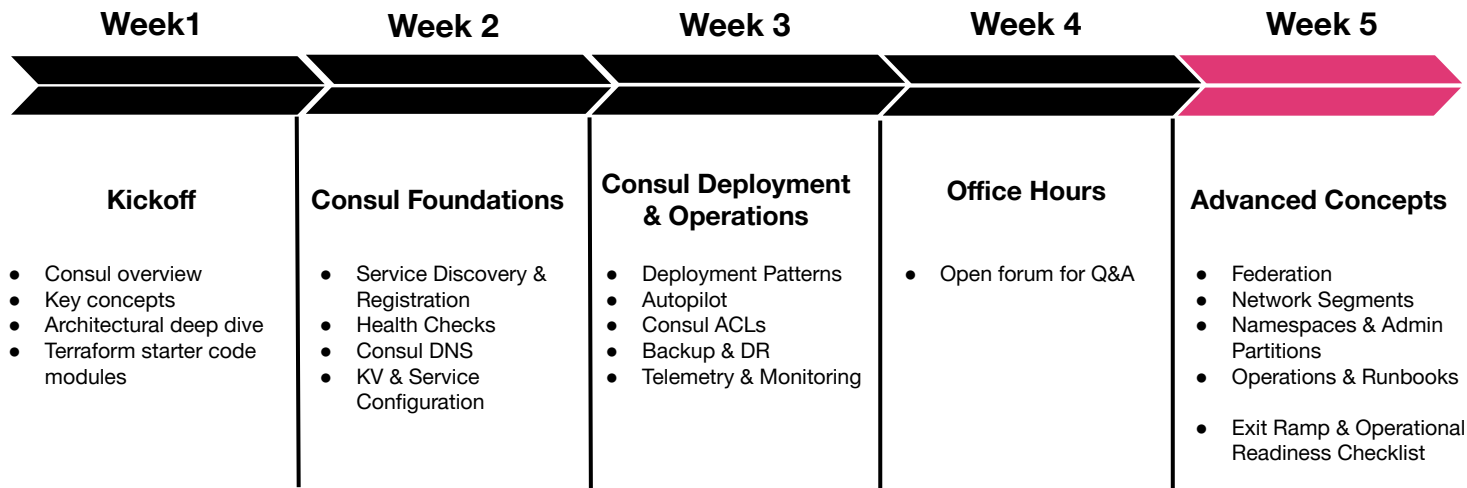 Week1
Week 2
Week 3
Week 4
Week 5
Kickoff
● Consul overview
● Key concepts
● Architectural deep dive
● Terraform starter code
modules
Consul Foundations
● Service Discovery &
Registration
● Health Checks
● Consul DNS
● KV & Service
Configuration
Consul Deployment
& Operations
● Deployment Patterns
● Autopilot
● Consul ACLs
● Backup & DR
● Telemetry & Monitoring
Office Hours
● Open forum for Q&A
Advanced Concepts
● Federation
● Network Segments
● Namespaces & Admin
Partitions
● Operations & Runbooks
● Exit Ramp & Operational
Readiness Checklist